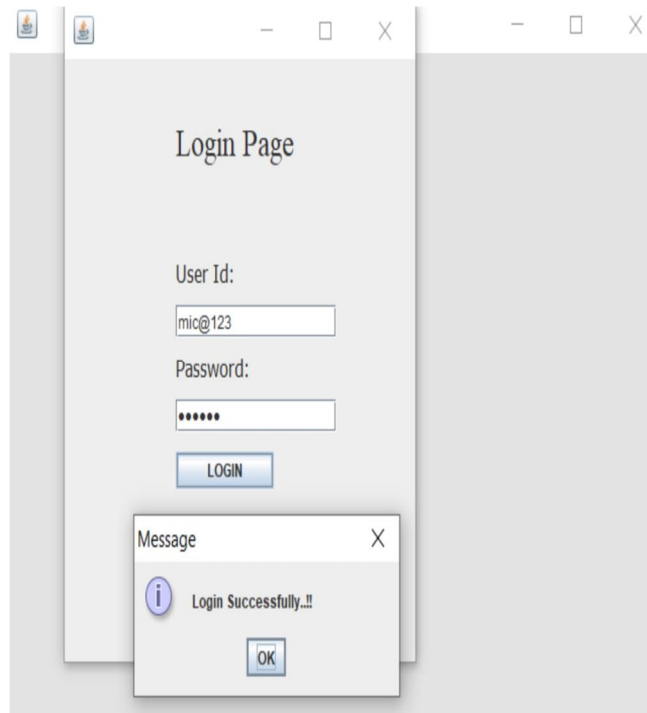 Login Page
User Id:
mic@123
Password:
••••••
LOGIN
Message
Login Successfully..!!
OK